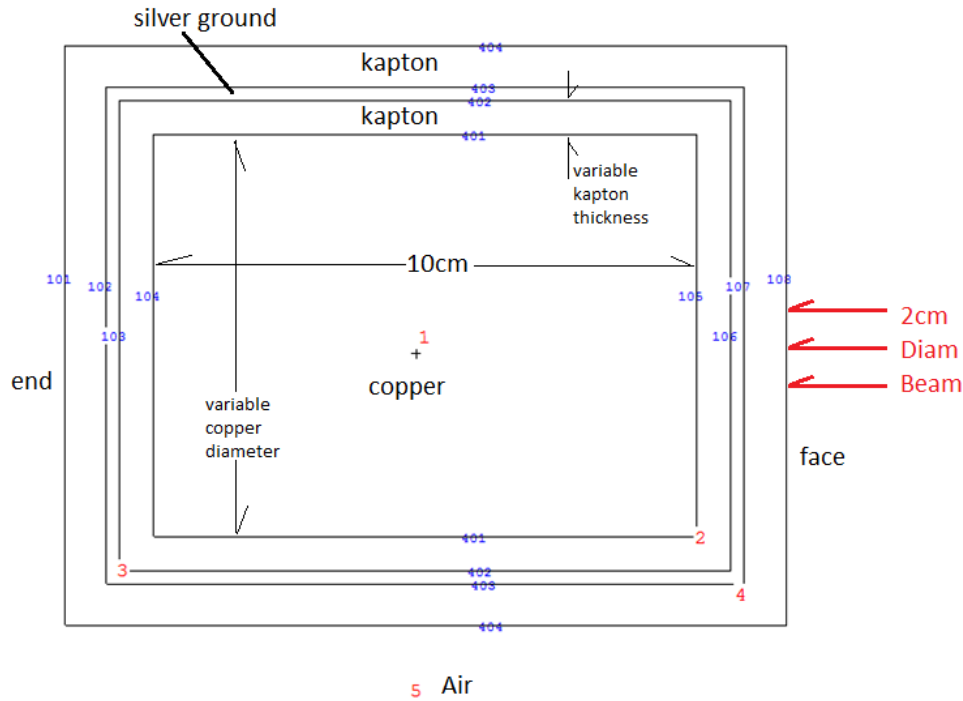 silver ground
404
kapton
403
402
kapton
401
variable
kapton
thickness
10cm
101
102
104
105
107
108
103
106
1
2cm
Diam
Beam
end
copper
variable
copper
diameter
face
401
2
3
402
403
4
404
5 Air